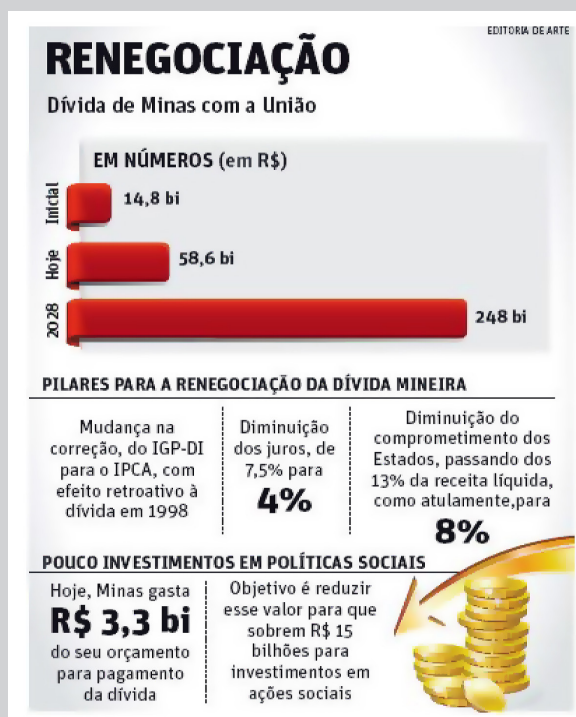 EDITORIA DE ARTE
RENEGOCIAÇÃO
Dívida de Minas com a União
EM NÚMEROS (em R$)
Inicial
14,8 bi
Hoje
58,6 bi
2028
248 bi
PILARES PARA A RENEGOCIAÇÃO DA DÍVIDA MINEIRA
Mudança na
correção, do IGP-DI
para o IPCA, com
efeito retroativo à
dívida em 1998
Diminuição
dos juros, de
7,5% para
4%
Diminuição do
comprometimento dos
Estados, passando dos
13% da receita líquida,
como atulamente,para
8%
POUCO INVESTIMENTOS EM POLÍTICAS SOCIAIS
Hoje, Minas gasta
R$ 3,3 bi
do seu orçamento
para pagamento
da dívida
Objetivo é reduzir
esse valor para que
sobrem R$ 15
bilhões para
investimentos em
ações sociais